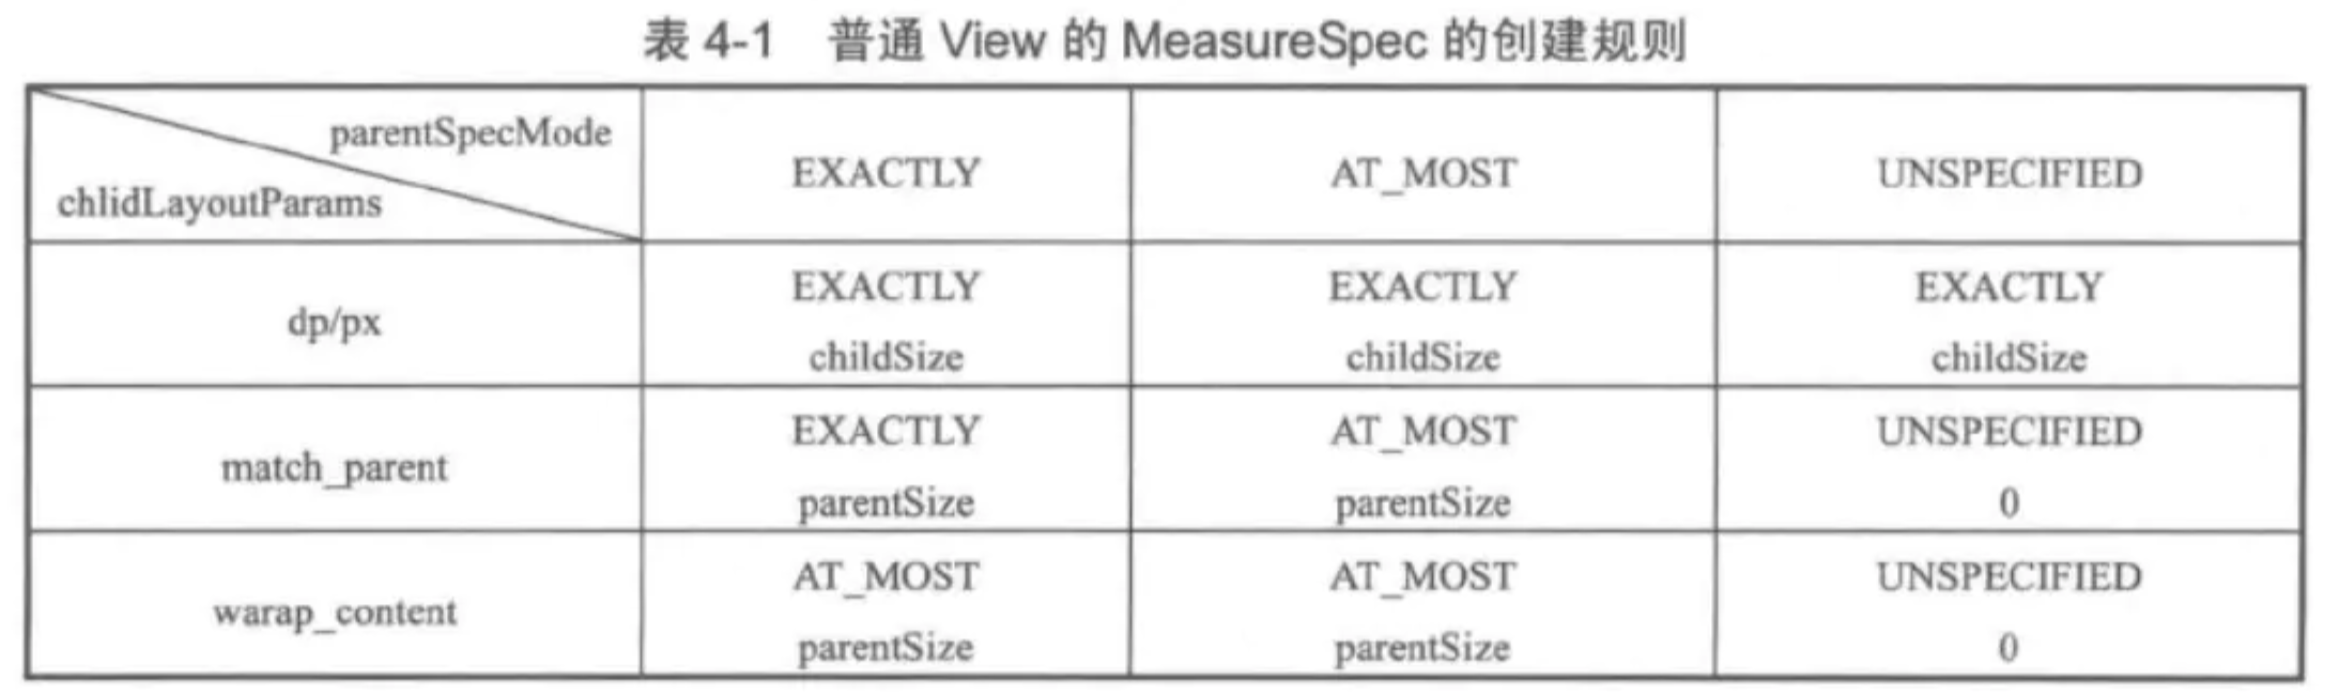 表 4-1 普通 View 的 MeasureSpec 的创建规则
parentSpecMode
chlidLayoutParams
EXACTLY
AT_MOST
UNSPECIFIED
dp/px
EXACTLY
childSize
EXACTLY
childSize
EXACTLY
childSize
match_parent
EXACTLY
parentSize
AT_MOST
parentSize
UNSPECIFIED
0
warap_content
AT_MOST
parentSize
AT_MOST
parentSize
UNSPECIFIED
0